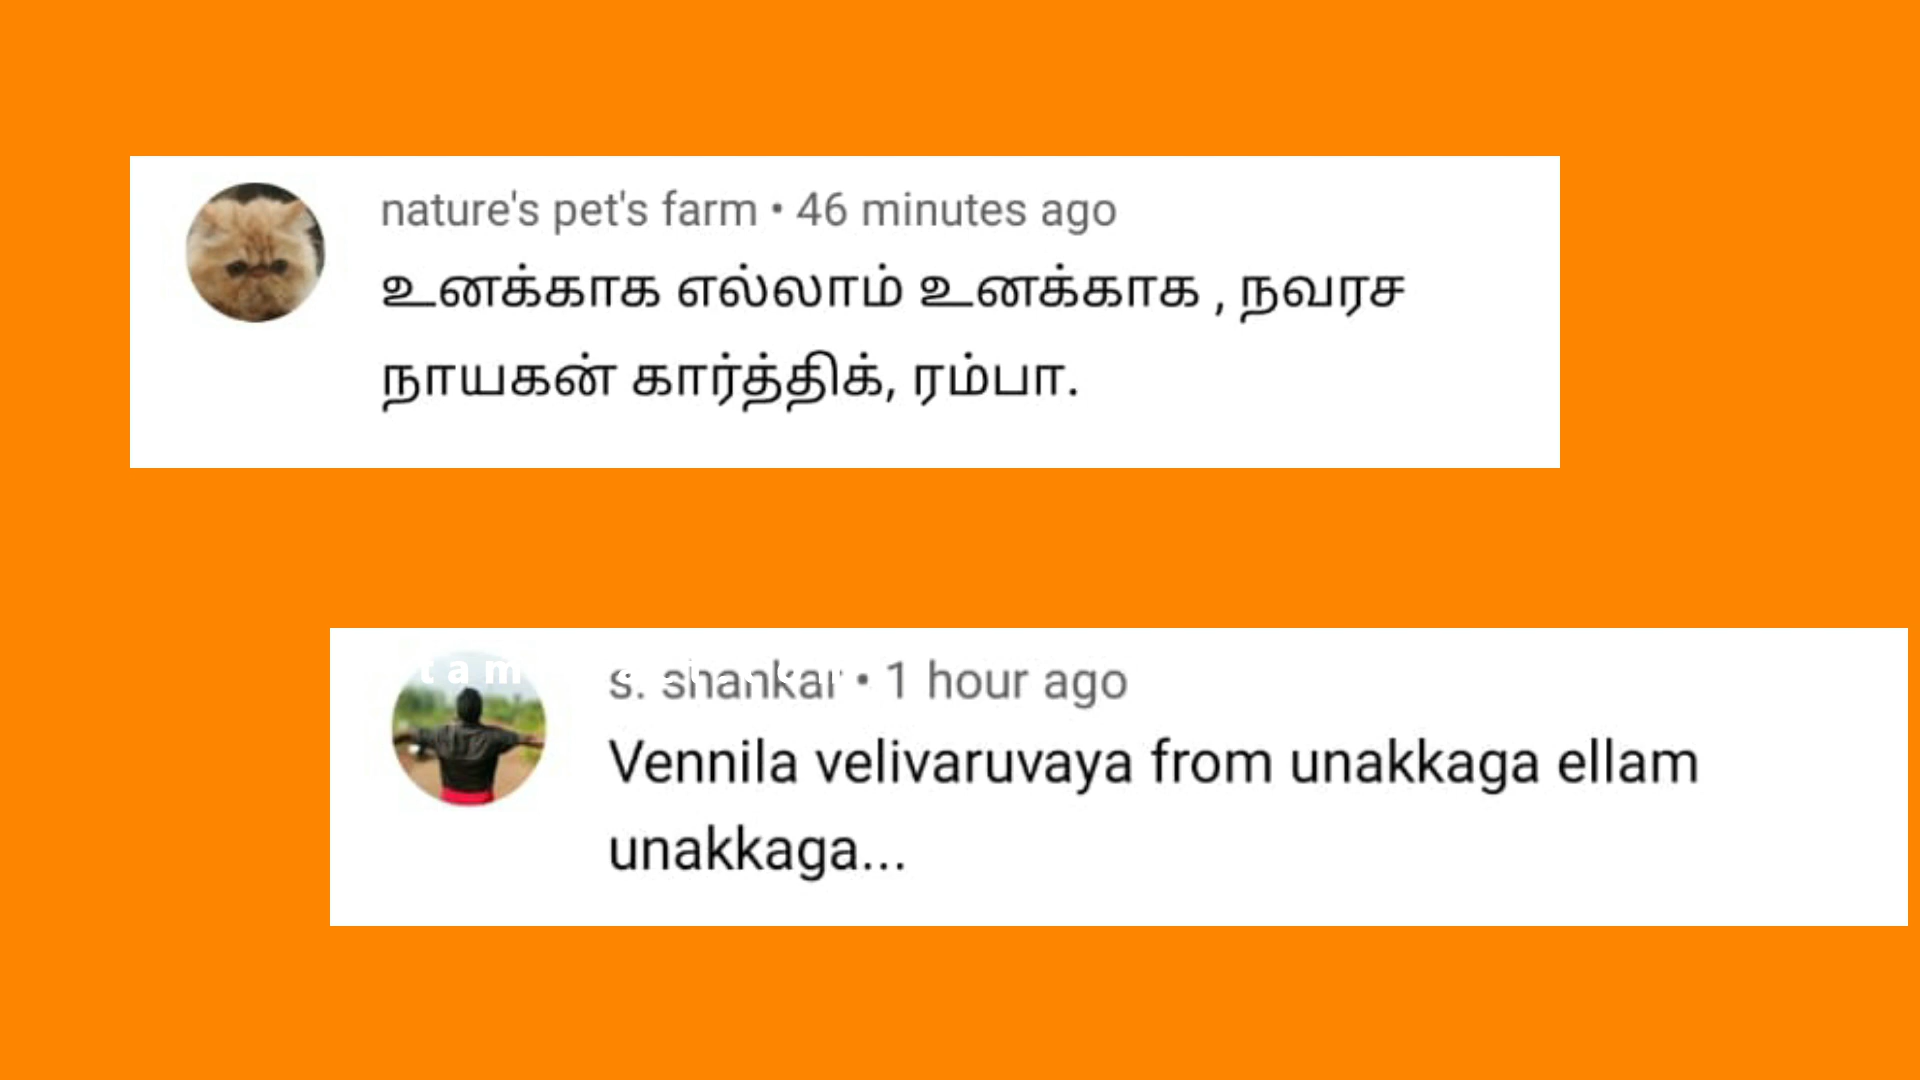 nature's pet's farm • 46 minutes ago
உனக்காக எல்லாம் உனக்காக , நவரச
நாயகன் கார்த்திக், ரம்பா.
s. shankar • 1 hour ago
Vennila velivaruvaya from unakkaga ellam
unakkaga...